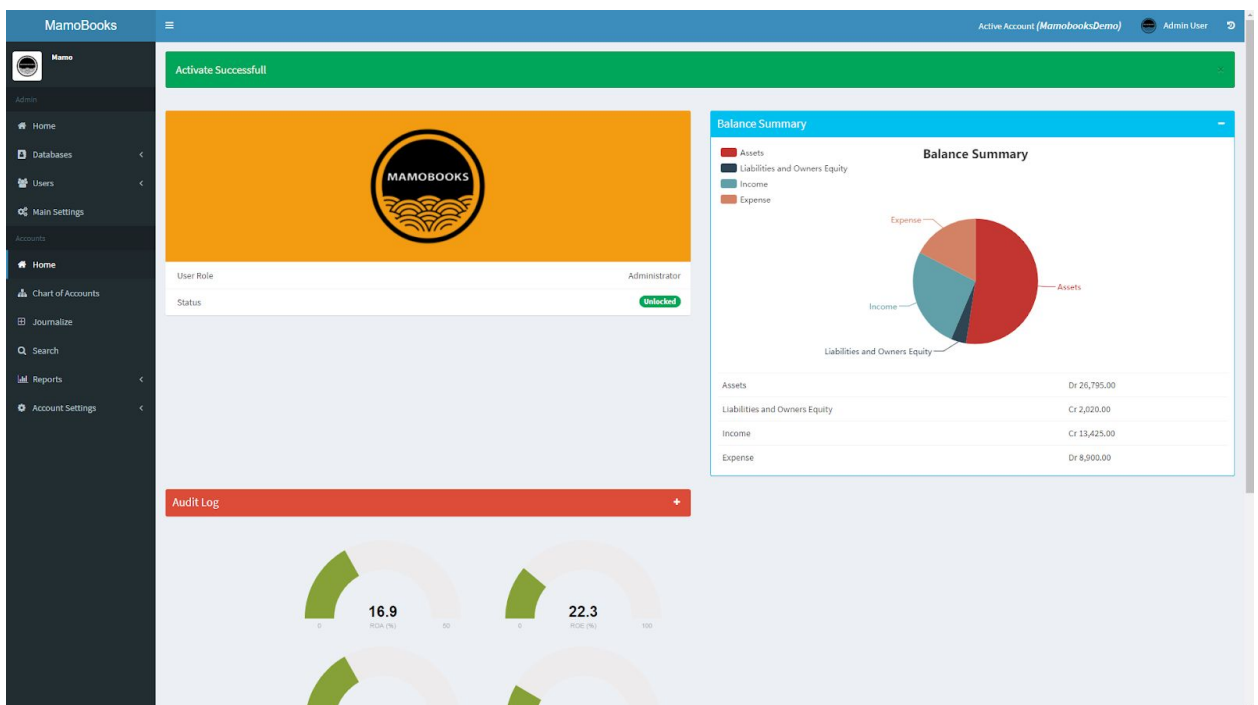 MamoBooks
Active Account (MamobooksDemo)
Admin User
Mamo
Admin
Home
Databases
Users
Main Settings
Accounts
Home
Chart of Accounts
Journalize
Search
Reports
Account Settings
Activate Successfull
MAMOBOOKS
User Role Administrator
Status Unlocked
Balance Summary
Balance Summary
Assets
Liabilities and Owners Equity
Income
Expense
Expense
Assets
Income
Liabilities and Owners Equity
Assets Dr 26,795.00
Liabilities and Owners Equity Cr 2,020.00
Income Cr 13,425.00
Expense Dr 8,900.00
Audit Log
16.9
0 ROA (%) 50
22.3
0 ROE (%) 100